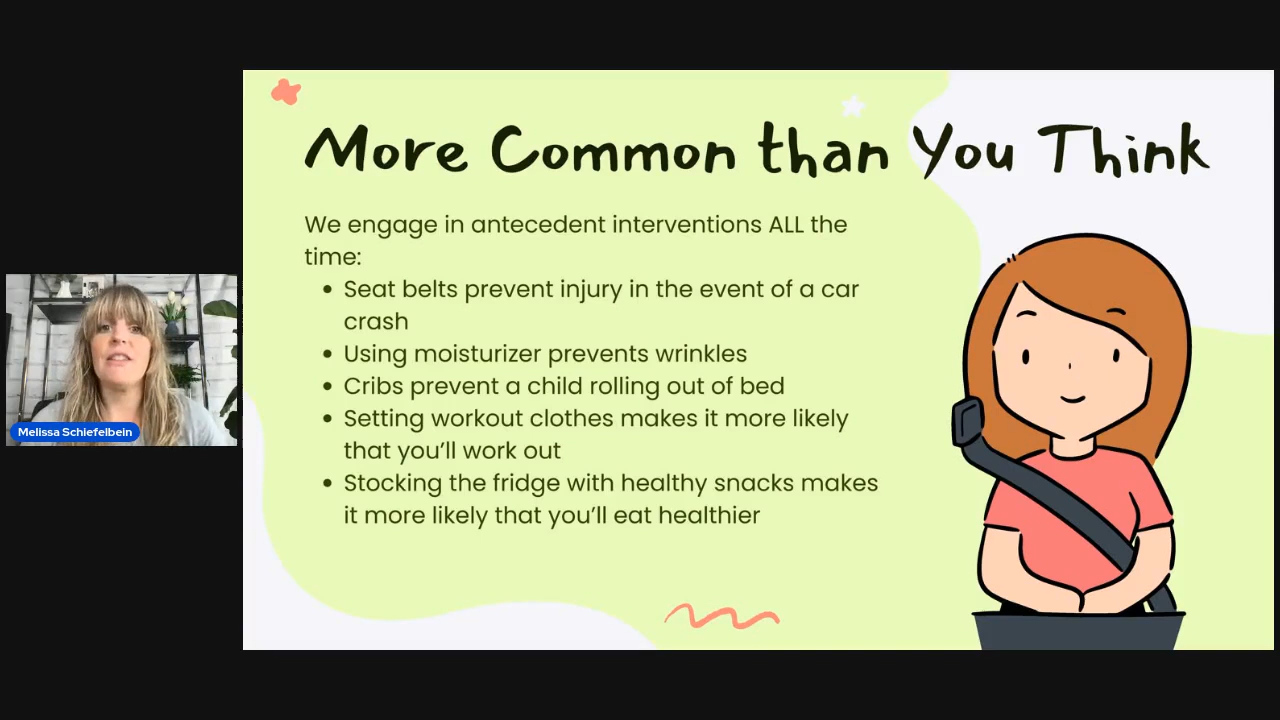 More Common than You Think
We engage in antecedent interventions ALL the
time:
• Seat belts prevent injury in the event of a car
crash
• Using moisturizer prevents wrinkles
• Cribs prevent a child rolling out of bed
• Setting workout clothes makes it more likely
that you'll work out
• Stocking the fridge with healthy snacks makes
it more likely that you'll eat healthier
Melissa Schiefelbein